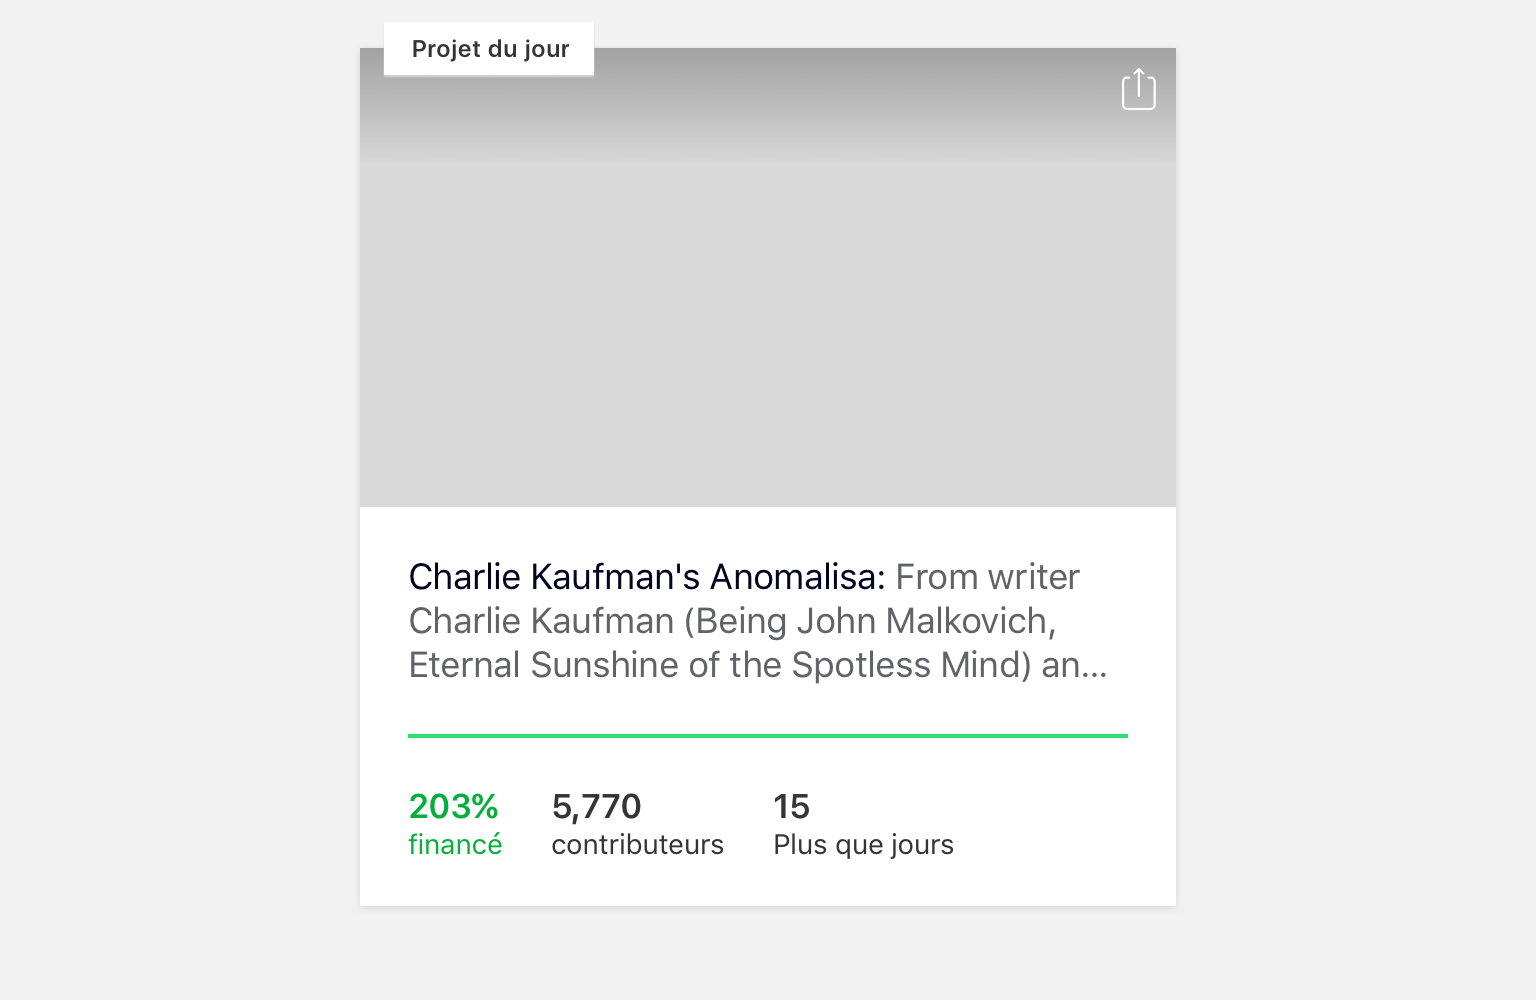 Projet du jour
Charlie Kaufman's Anomalisa: From writer
Charlie Kaufman (Being John Malkovich,
Eternal Sunshine of the Spotless Mind) an...
203% 5,770 15
financé contributeurs Plus que jours